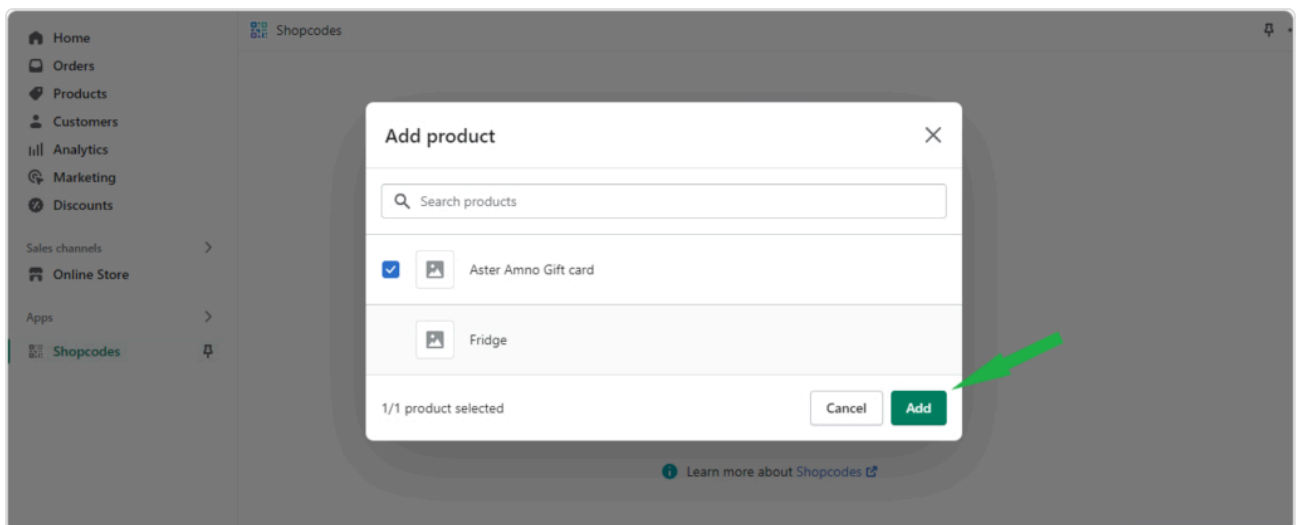 Home
Orders
Products
Customers
Analytics
Marketing
Discounts
Sales channels
Online Store
Apps
Shopcodes
Shopcodes
Add product
Search products
Aster Amno Gift card
Fridge
1/1 product selected
Cancel
Add
Learn more about Shopcodes